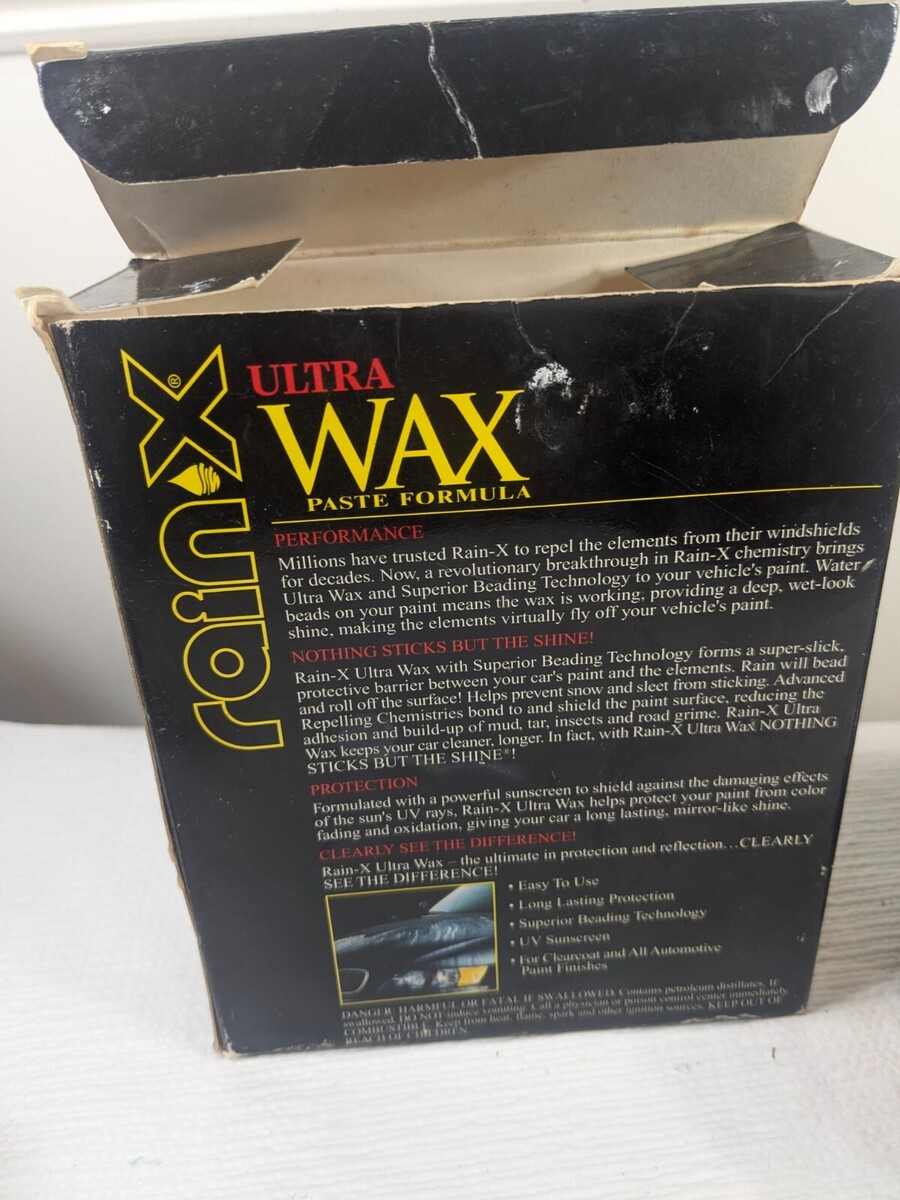 rain·X®
ULTRA
WAX
PASTE FORMULA
PERFORMANCE
Millions have trusted Rain-X to repel the elements from their windshields
for decades. Now, a revolutionary breakthrough in Rain-X chemistry brings
Ultra Wax and Superior Beading Technology to your vehicle's paint. Water
beads on your paint means the wax is working, providing a deep, wet-look
shine, making the elements virtually fly off your vehicle's paint.
NOTHING STICKS BUT THE SHINE!
Rain-X Ultra Wax with Superior Beading Technology forms a super-slick,
protective barrier between your car's paint and the elements. Rain will bead
and roll off the surface! Helps prevent snow and sleet from sticking. Advanced
Repelling Chemistries bond to and shield the paint surface, reducing the
adhesion and build-up of mud, tar, insects and road grime. Rain-X Ultra
Wax keeps your car cleaner, longer. In fact, with Rain-X Ultra Wax NOTHING
STICKS BUT THE SHINE*!
PROTECTION
Formulated with a powerful sunscreen to shield against the damaging effects
of the sun's UV rays, Rain-X Ultra Wax helps protect your paint from color
fading and oxidation, giving your car a long lasting, mirror-like shine.
CLEARLY SEE THE DIFFERENCE!
Rain-X Ultra Wax – the ultimate in protection and reflection...CLEARLY
SEE THE DIFFERENCE!
• Easy To Use
• Long Lasting Protection
• Superior Beading Technology
• UV Sunscreen
• For Clearcoat and All Automotive
Paint Finishes
DANGER: HARMFUL OR FATAL IF SWALLOWED. Contains petroleum distillates. If
swallowed, DO NOT induce vomiting. Call a physician or poison control center immediately.
COMBUSTIBLE. Keep from heat, flame, spark and other ignition sources. KEEP OUT OF
REACH OF CHILDREN